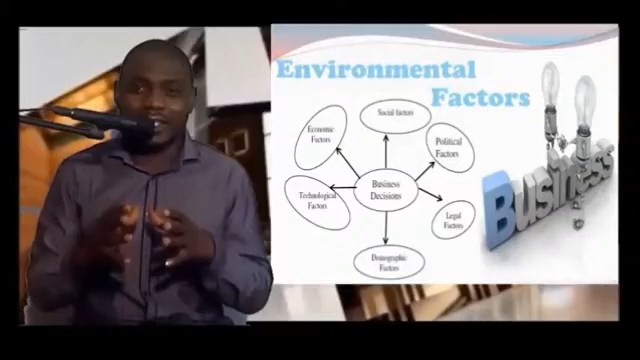 Environmental
Factors
Social factors
Economic
Factors
Political
Factors
Technological
Factors
Business
Decisions
Legal
Factors
Demographic
Factors
Business